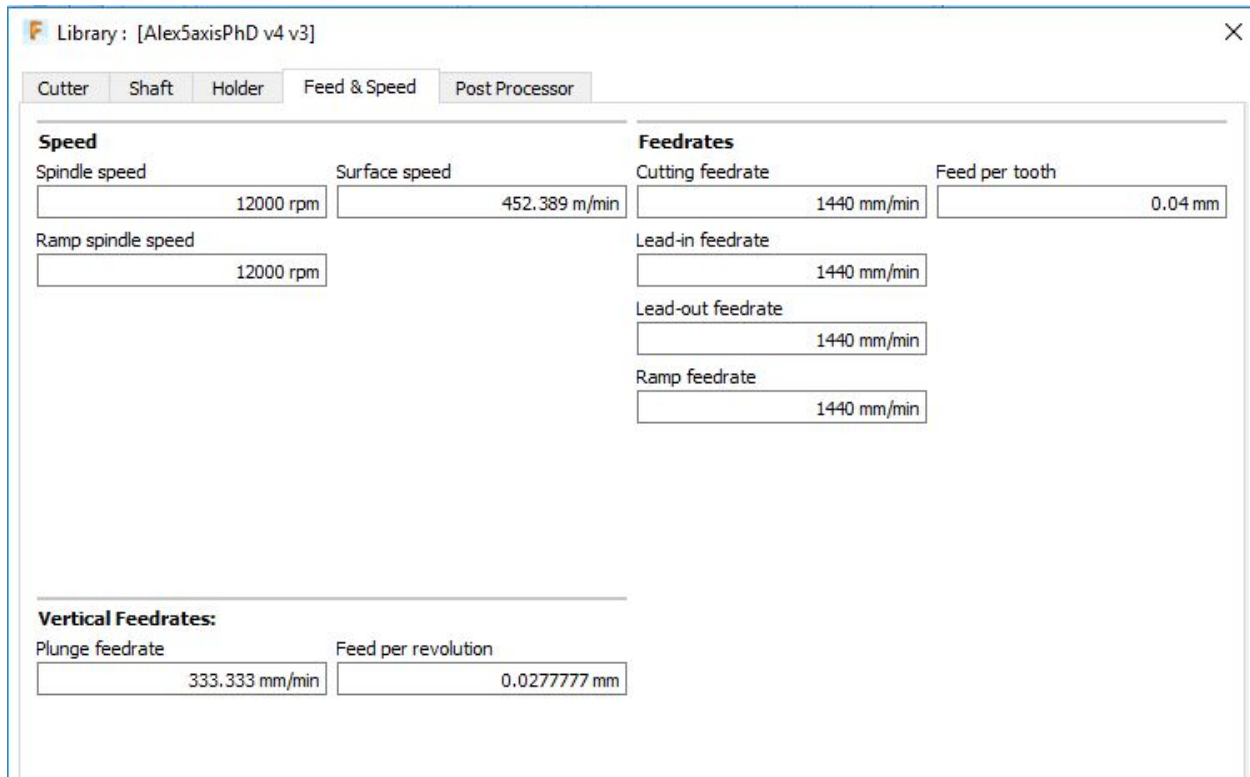 Library : [Alex5axisPhD v4 v3]
Cutter Shaft Holder Feed & Speed Post Processor
Speed
Spindle speed Surface speed
12000 rpm 452.389 m/min
Ramp spindle speed
12000 rpm
Feedrates
Cutting feedrate Feed per tooth
1440 mm/min 0.04 mm
Lead-in feedrate
1440 mm/min
Lead-out feedrate
1440 mm/min
Ramp feedrate
1440 mm/min
Vertical Feedrates:
Plunge feedrate Feed per revolution
333.333 mm/min 0.0277777 mm